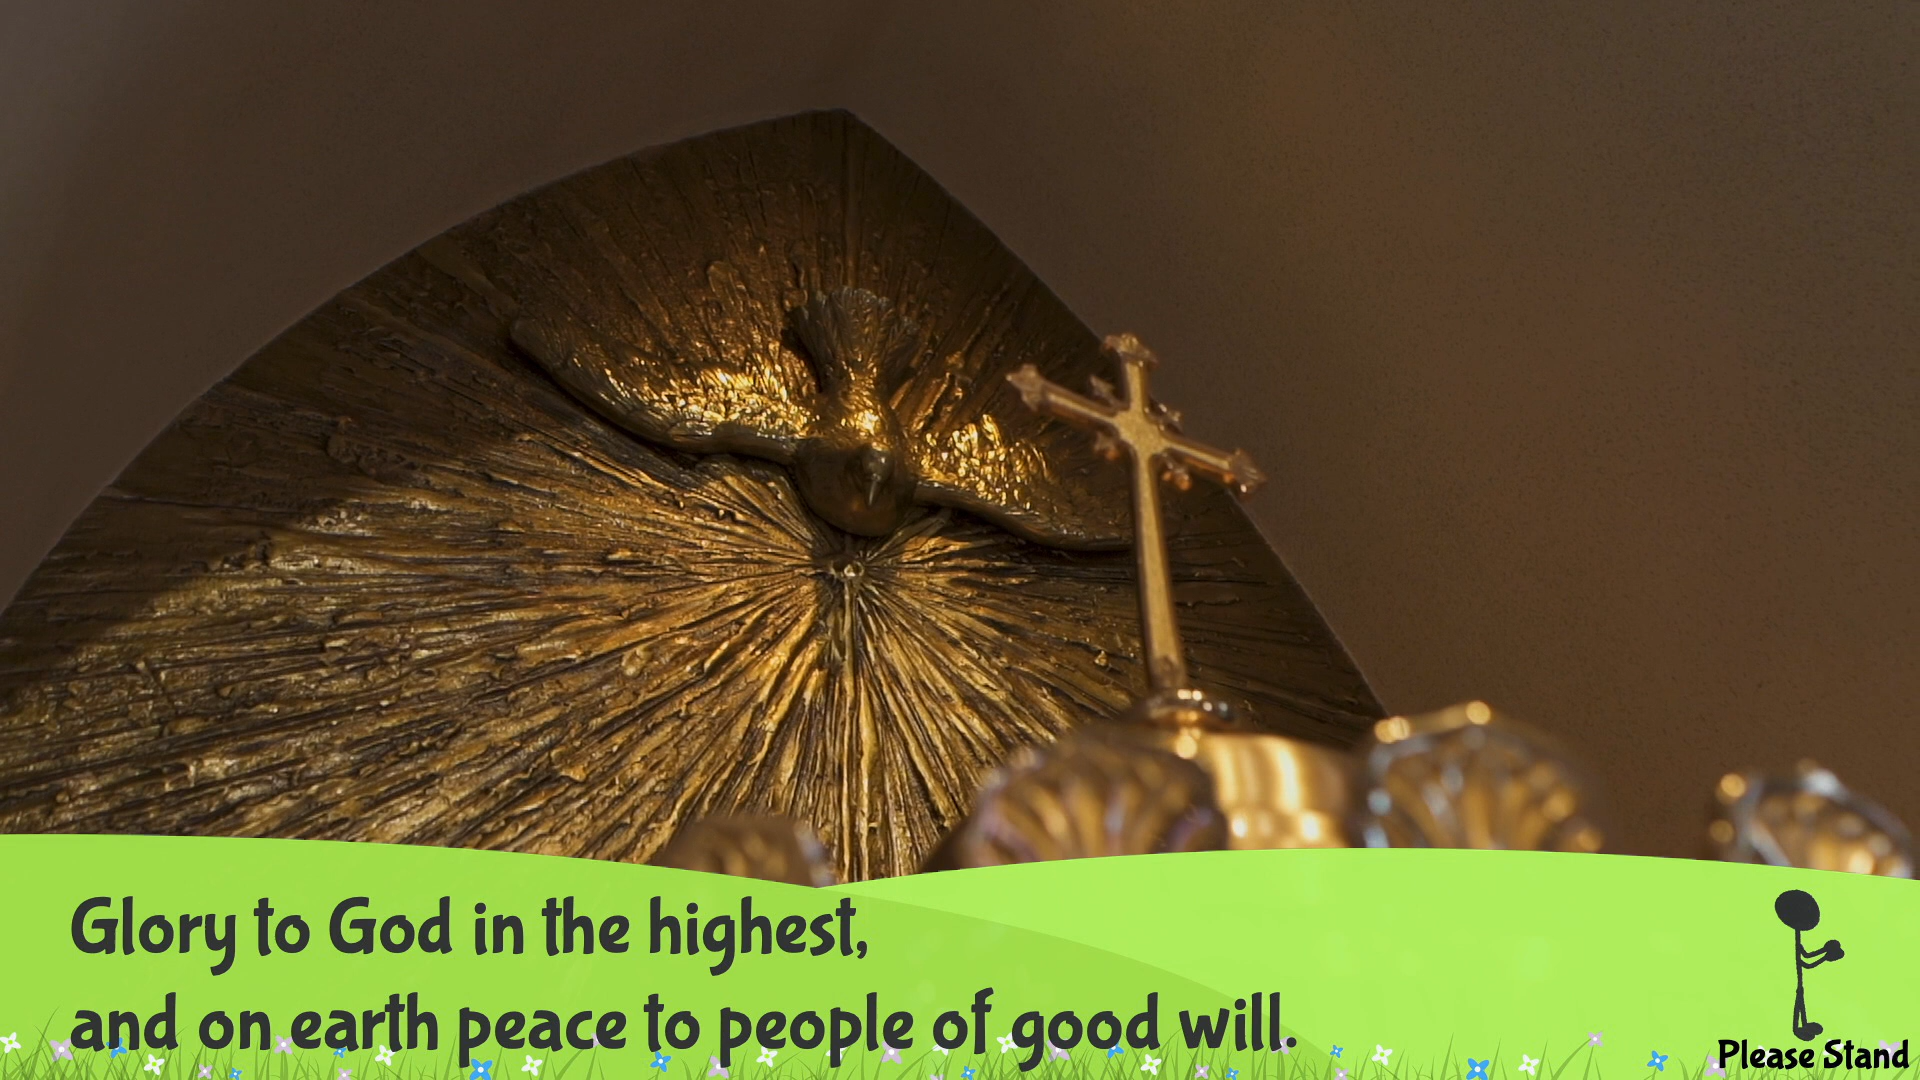 Glory to God in the highest,
and on earth peace to people of good will.
Please Stand